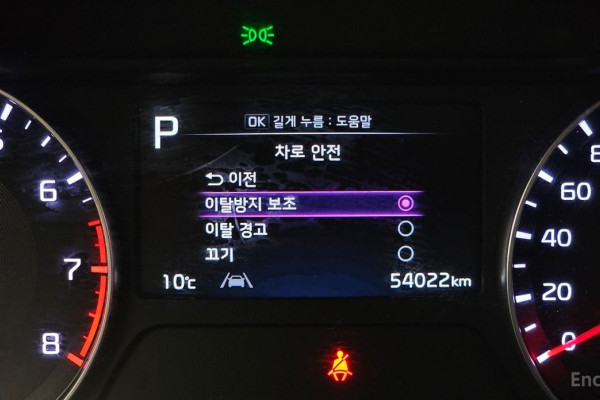 P
OK 길게 누름 : 도움말
차로 안전
이전
이탈방지 보조
이탈 경고
끄기
10℃
54022km
6
7
8
60
40
20
0